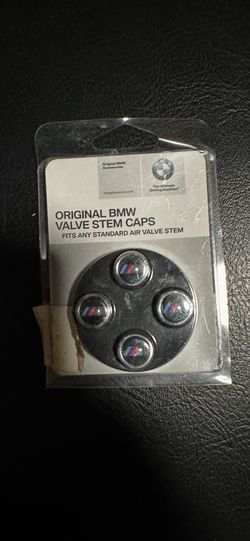 Original BMW
Accessories
The Ultimate
Driving Machine®
ORIGINAL BMW
VALVE STEM CAPS
FITS ANY STANDARD AIR VALVE STEM